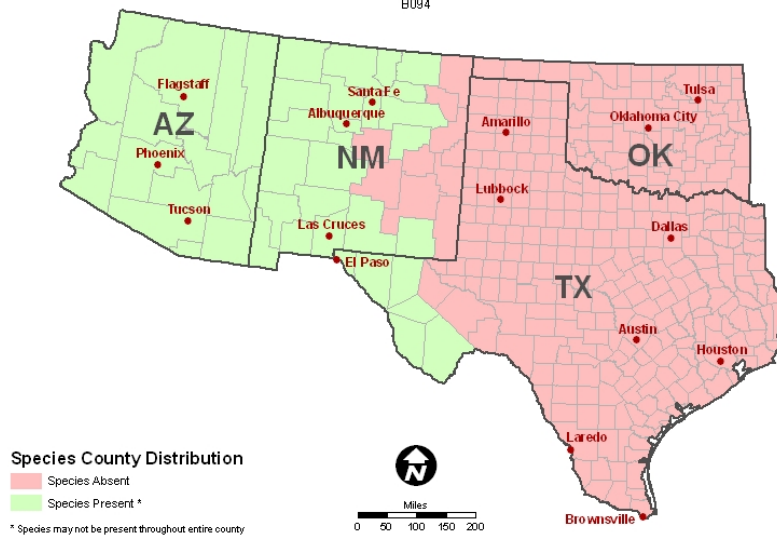 B094
Flagstaff
Santa Fe
Tulsa
Albuquerque
Amarillo
Oklahoma City
AZ
NM
OK
Phoenix
Lubbock
Tucson
Las Cruces
Dallas
El Paso
TX
Austin
Houston
Laredo
Species County Distribution
Species Absent
Species Present *
* Species may not be present throughout entire county
N
Miles
0 50 100 150 200
Brownsville